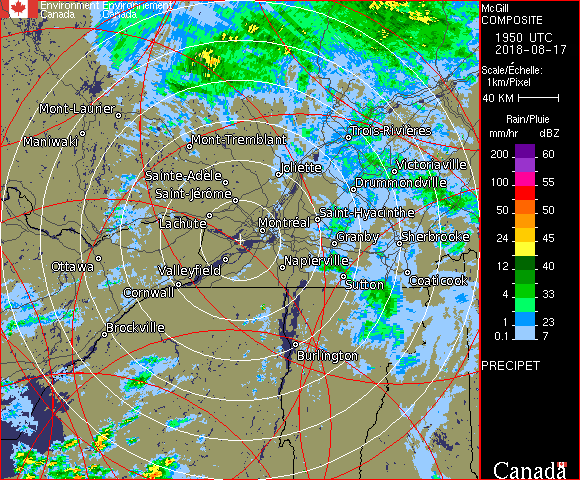 Environment Environnement
Canada Canada
McGill
COMPOSITE
1950 UTC
2018-08-17
Scale/Échelle:
1km/Pixel
40 KM
Rain/Pluie
mm/hr dBZ
200 60
100 55
50 50
24 45
12 40
4 33
1 23
0.1 7
PRECIPET
Canada
Mont-Laurier
Maniwaki
Mont-Tremblant
Trois-Rivières
Joliette
Victoriaville
Sainte-Adèle
Drummondville
Saint-Jérôme
Lachute
Montréal
Saint-Hyacinthe
Granby
Sherbrooke
Ottawa
Valleyfield
Napierville
Coaticook
Cornwall
Sutton
Brockville
Burlington